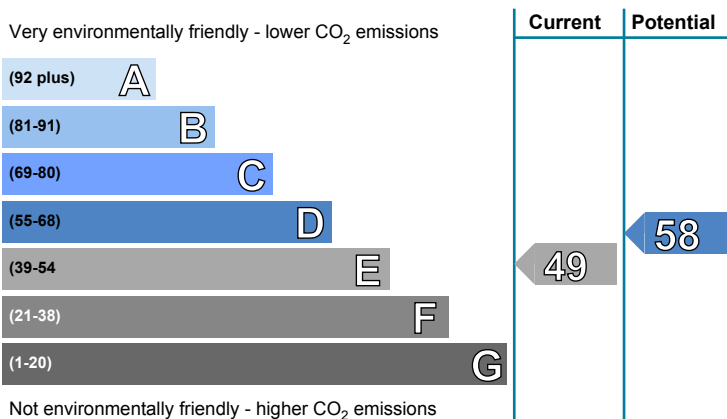 Very environmentally friendly - lower CO2 emissions
Current
Potential
(92 plus) A
(81-91) B
(69-80) C
(55-68) D
(39-54 E
(21-38) F
(1-20) G
49
58
Not environmentally friendly - higher CO2 emissions